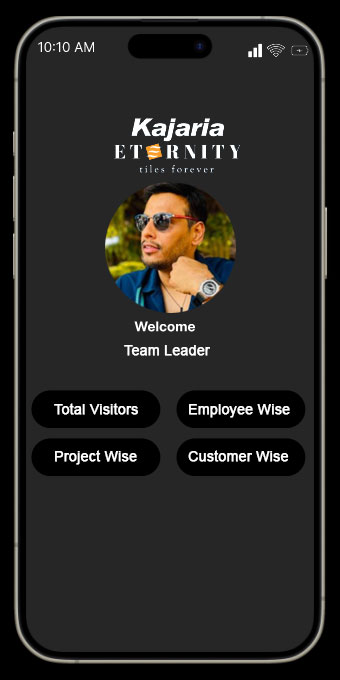 10:10 AM
Kajaria
ETERNITY
tiles forever
Welcome
Team Leader
Total Visitors
Employee Wise
Project Wise
Customer Wise